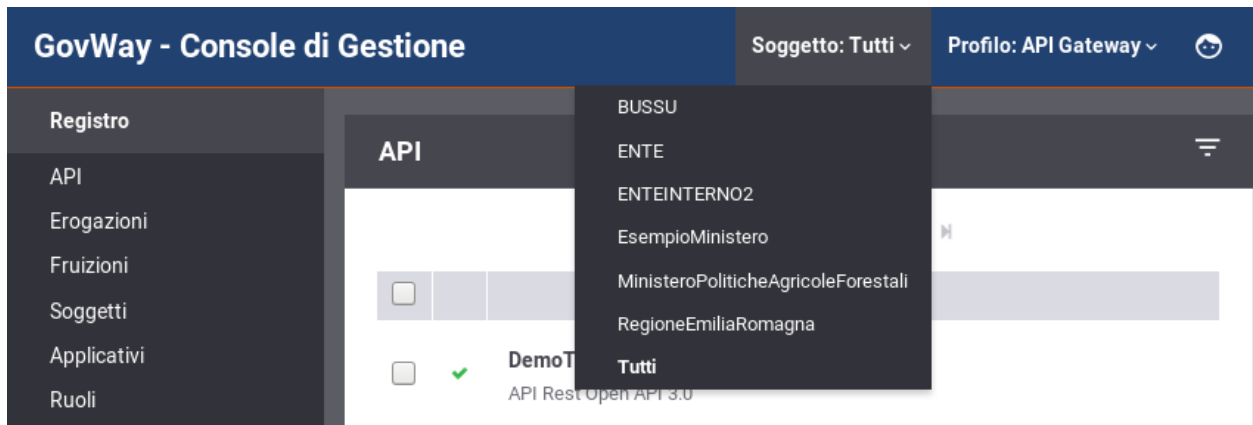 GovWay - Console di Gestione
Soggetto: Tutti
Profilo: API Gateway
Registro
API
Erogazioni
Fruizioni
Soggetti
Applicativi
Ruoli
BUSSU
ENTE
ENTEINTERNO2
EsempioMinistero
MinisteroPoliticheAgricoleForestali
RegioneEmiliaRomagna
Tutti
API
DemoT
API Rest Open API 3.0